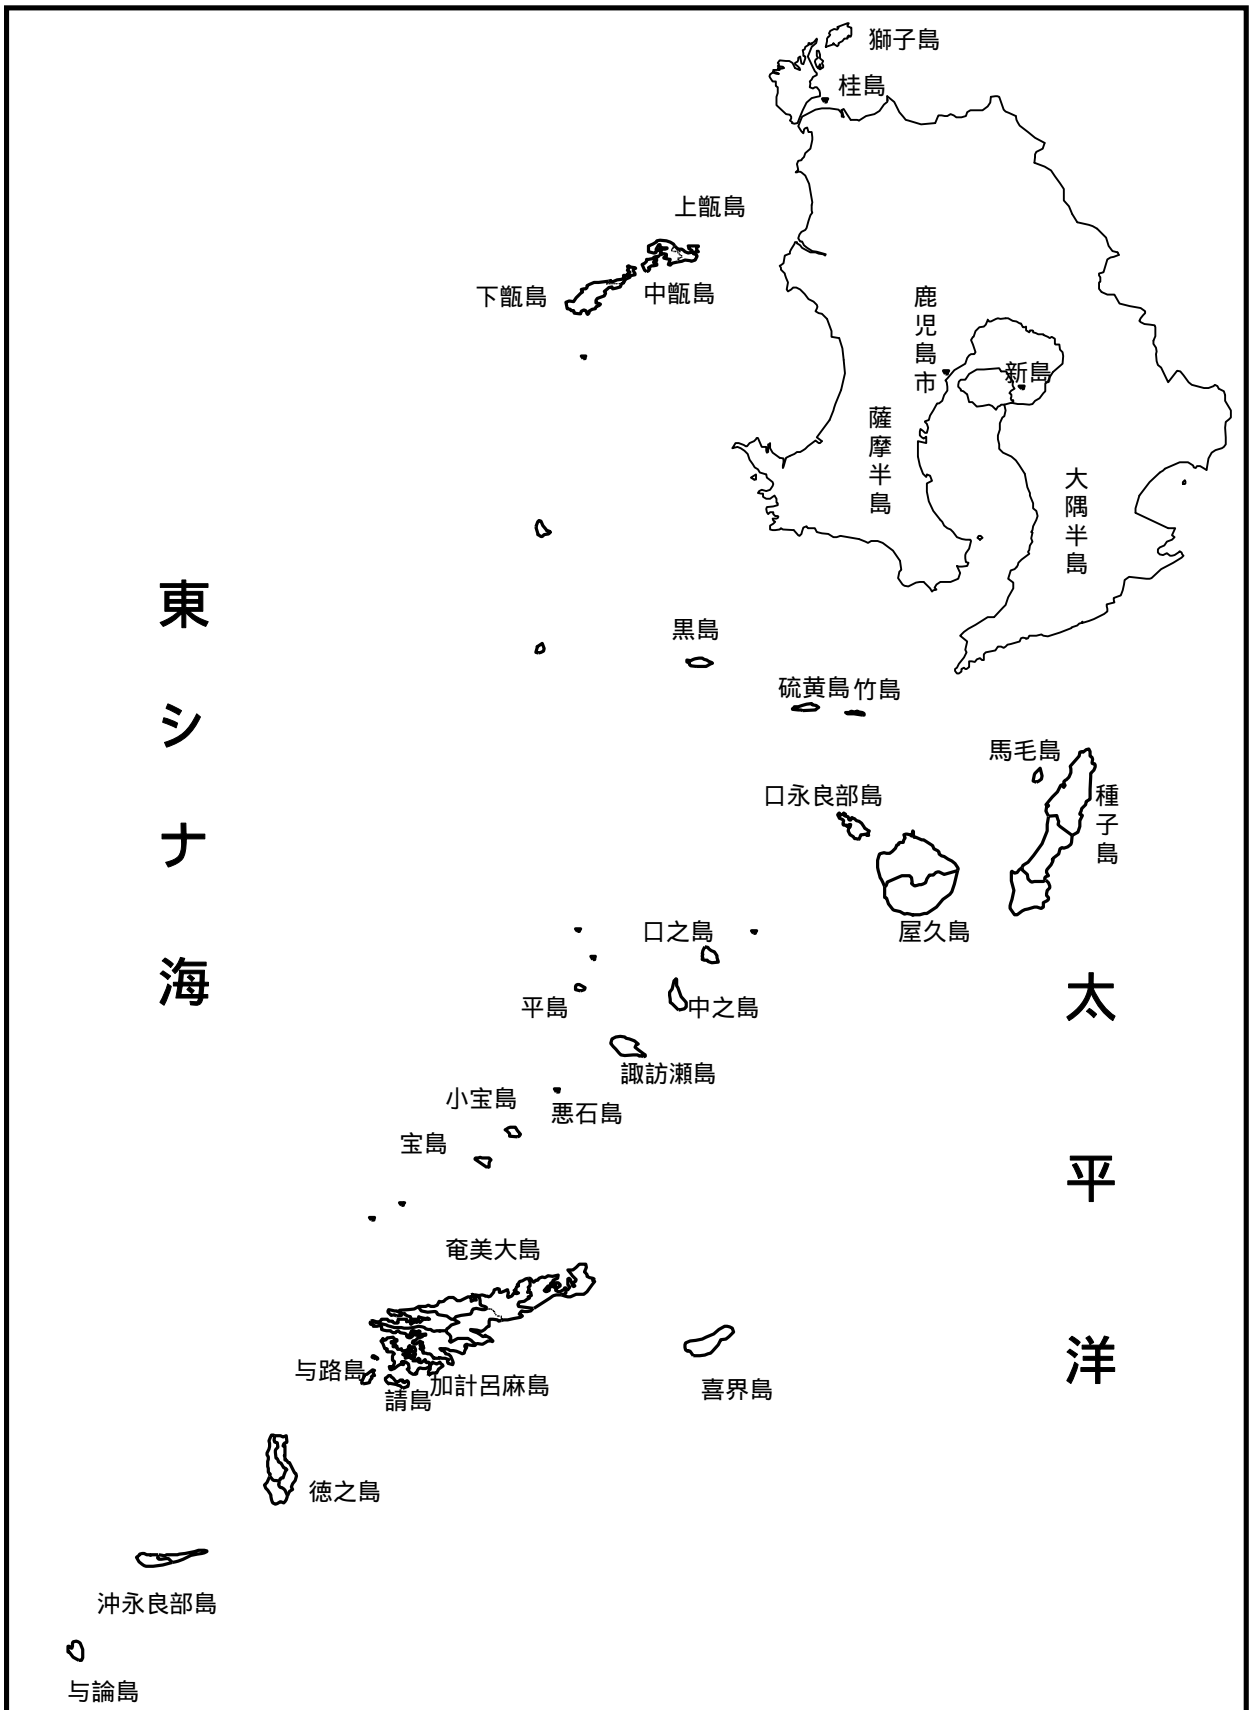 獅子島
桂島
上甑島
中甑島
下甑島
鹿児島市
新島
薩摩半島
大隅半島
東シナ海
黒島
硫黄島
竹島
馬毛島
種子島
口永良部島
屋久島
口之島
中之島
平島
諏訪瀬島
小宝島
悪石島
宝島
太平洋
奄美大島
与路島
請島
加計呂麻島
喜界島
徳之島
沖永良部島
与論島